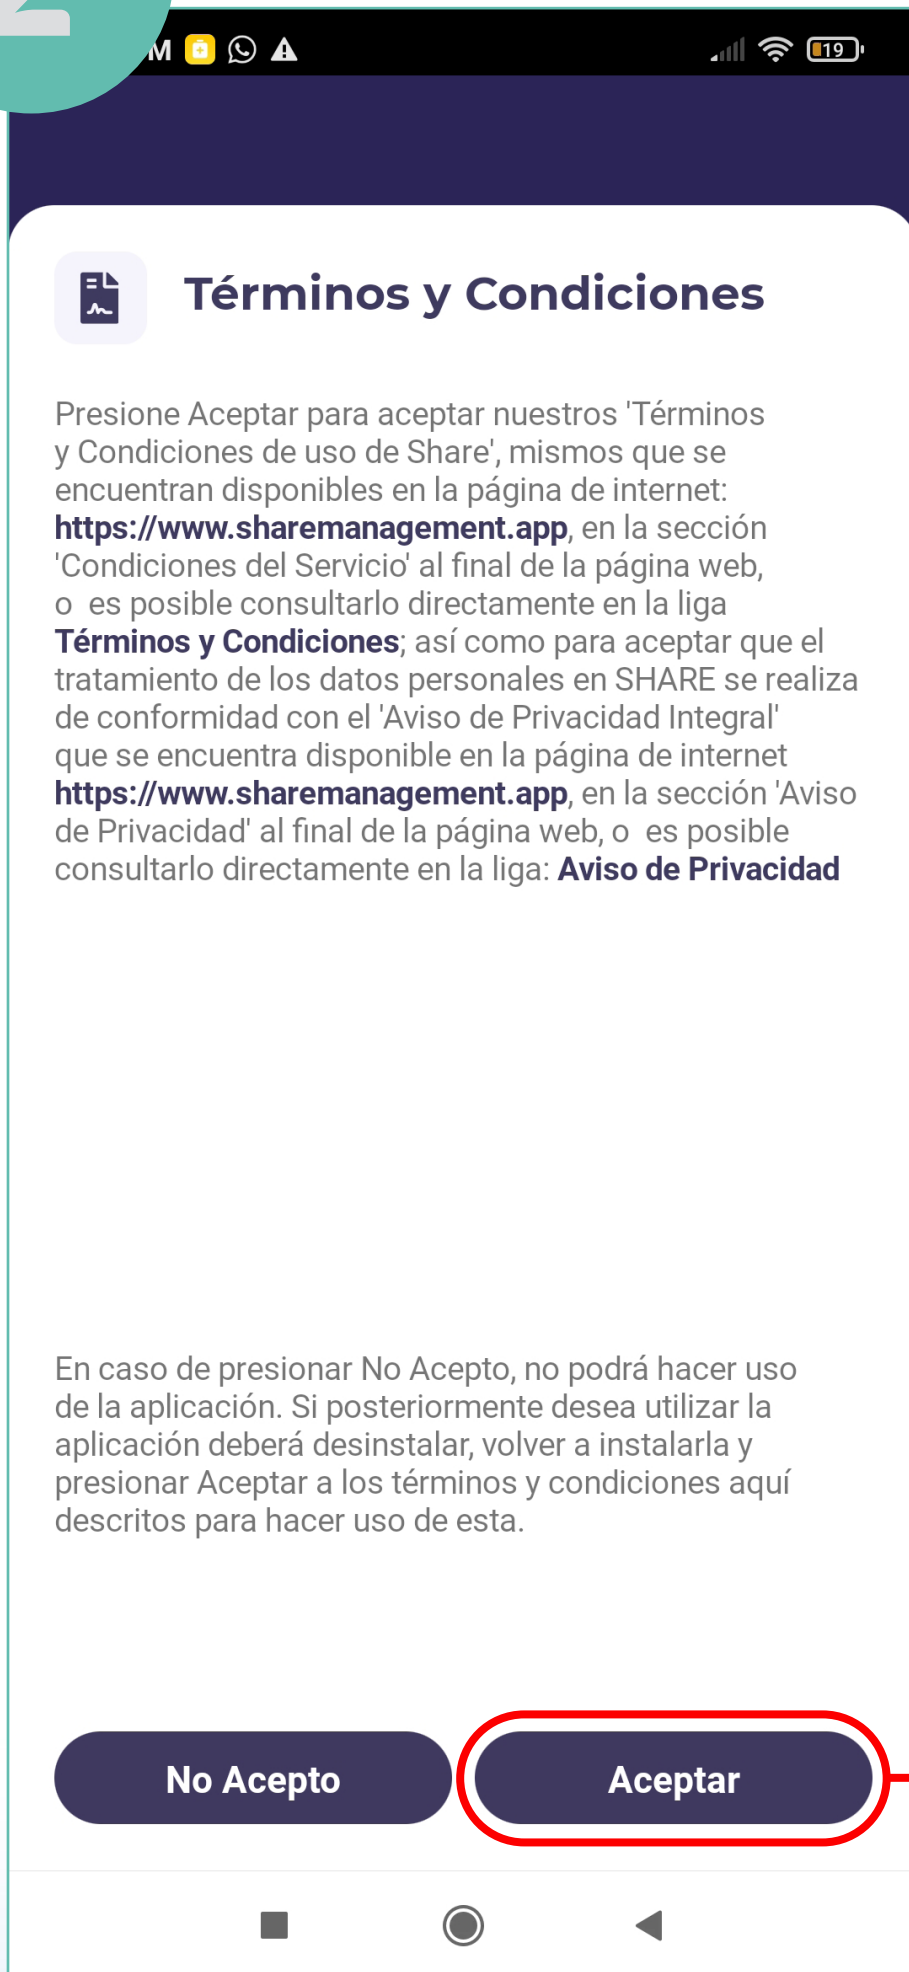 M
19
Términos y Condiciones
Presione Aceptar para aceptar nuestros 'Términos
y Condiciones de uso de Share', mismos que se
encuentran disponibles en la página de internet:
https://www.sharemanagement.app, en la sección
'Condiciones del Servicio' al final de la página web,
o  es posible consultarlo directamente en la liga
Términos y Condiciones; así como para aceptar que el
tratamiento de los datos personales en SHARE se realiza
de conformidad con el 'Aviso de Privacidad Integral'
que se encuentra disponible en la página de internet
https://www.sharemanagement.app, en la sección 'Aviso
de Privacidad' al final de la página web, o  es posible
consultarlo directamente en la liga: Aviso de Privacidad
En caso de presionar No Acepto, no podrá hacer uso
de la aplicación. Si posteriormente desea utilizar la
aplicación deberá desinstalar, volver a instalarla y
presionar Aceptar a los términos y condiciones aquí
descritos para hacer uso de esta.
No Acepto
Aceptar